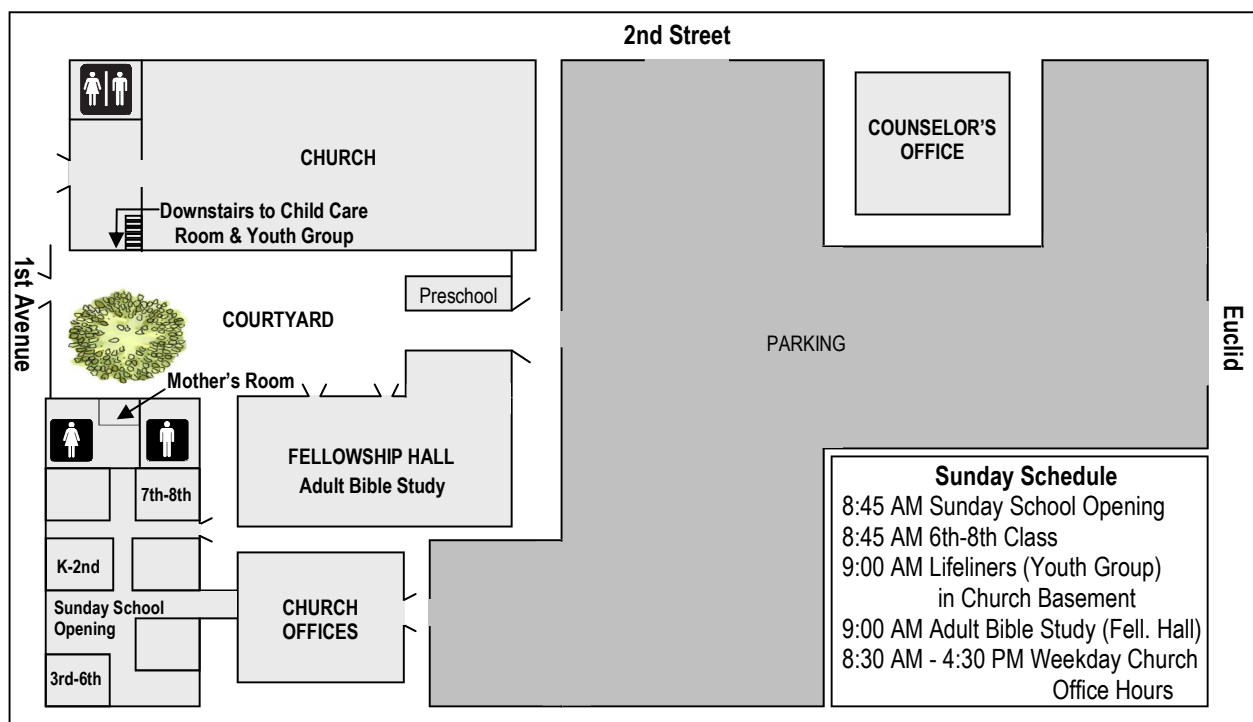 2nd Street
COUNSELOR'S
OFFICE
CHURCH
Downstairs to Child Care
Room & Youth Group
1st Avenue
Preschool
COURTYARD
PARKING
Euclid
Mother's Room
FELLOWSHIP HALL
Adult Bible Study
7th-8th
K-2nd
Sunday School
Opening
CHURCH
OFFICES
3rd-6th
Sunday Schedule
8:45 AM Sunday School Opening
8:45 AM 6th-8th Class
9:00 AM Lifeliners (Youth Group)
in Church Basement
9:00 AM Adult Bible Study (Fell. Hall)
8:30 AM - 4:30 PM Weekday Church
Office Hours